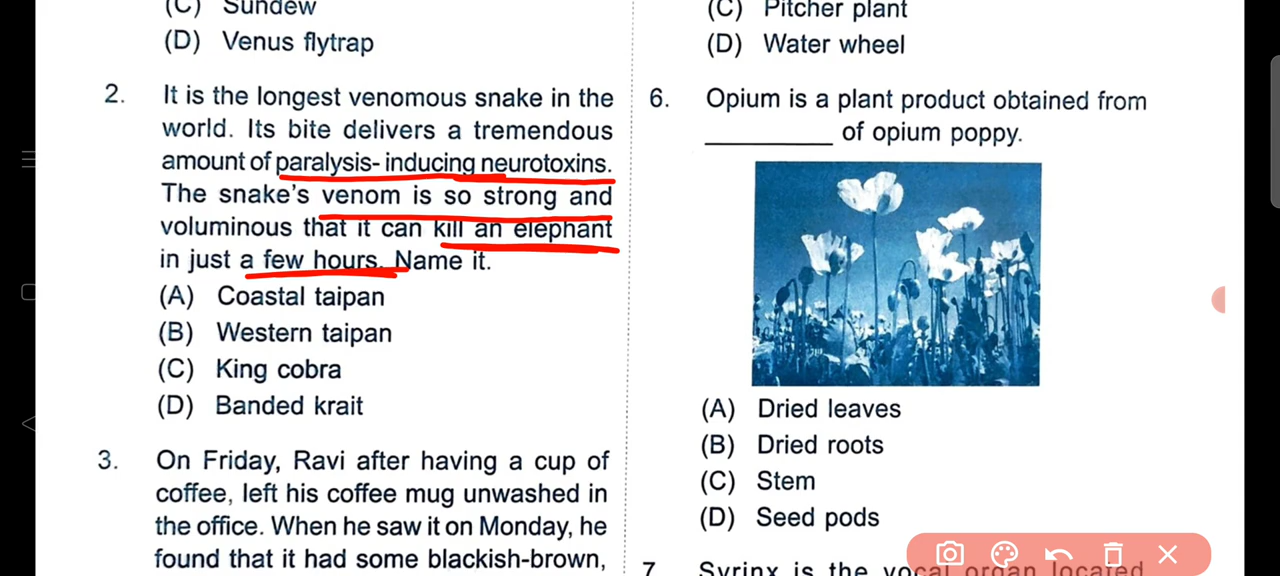 (C) Sundew
(D) Venus flytrap
2. It is the longest venomous snake in the
world. Its bite delivers a tremendous
amount of paralysis- inducing neurotoxins.
The snake's venom is so strong and
voluminous that it can kill an elephant
in just a few hours. Name it.
(A) Coastal taipan
(B) Western taipan
(C) King cobra
(D) Banded krait
3. On Friday, Ravi after having a cup of
coffee, left his coffee mug unwashed in
the office. When he saw it on Monday, he
found that it had some blackish-brown,
(C) Pitcher plant
(D) Water wheel
6. Opium is a plant product obtained from
__________ of opium poppy.
(A) Dried leaves
(B) Dried roots
(C) Stem
(D) Seed pods
7. Syrinx is the vocal organ located